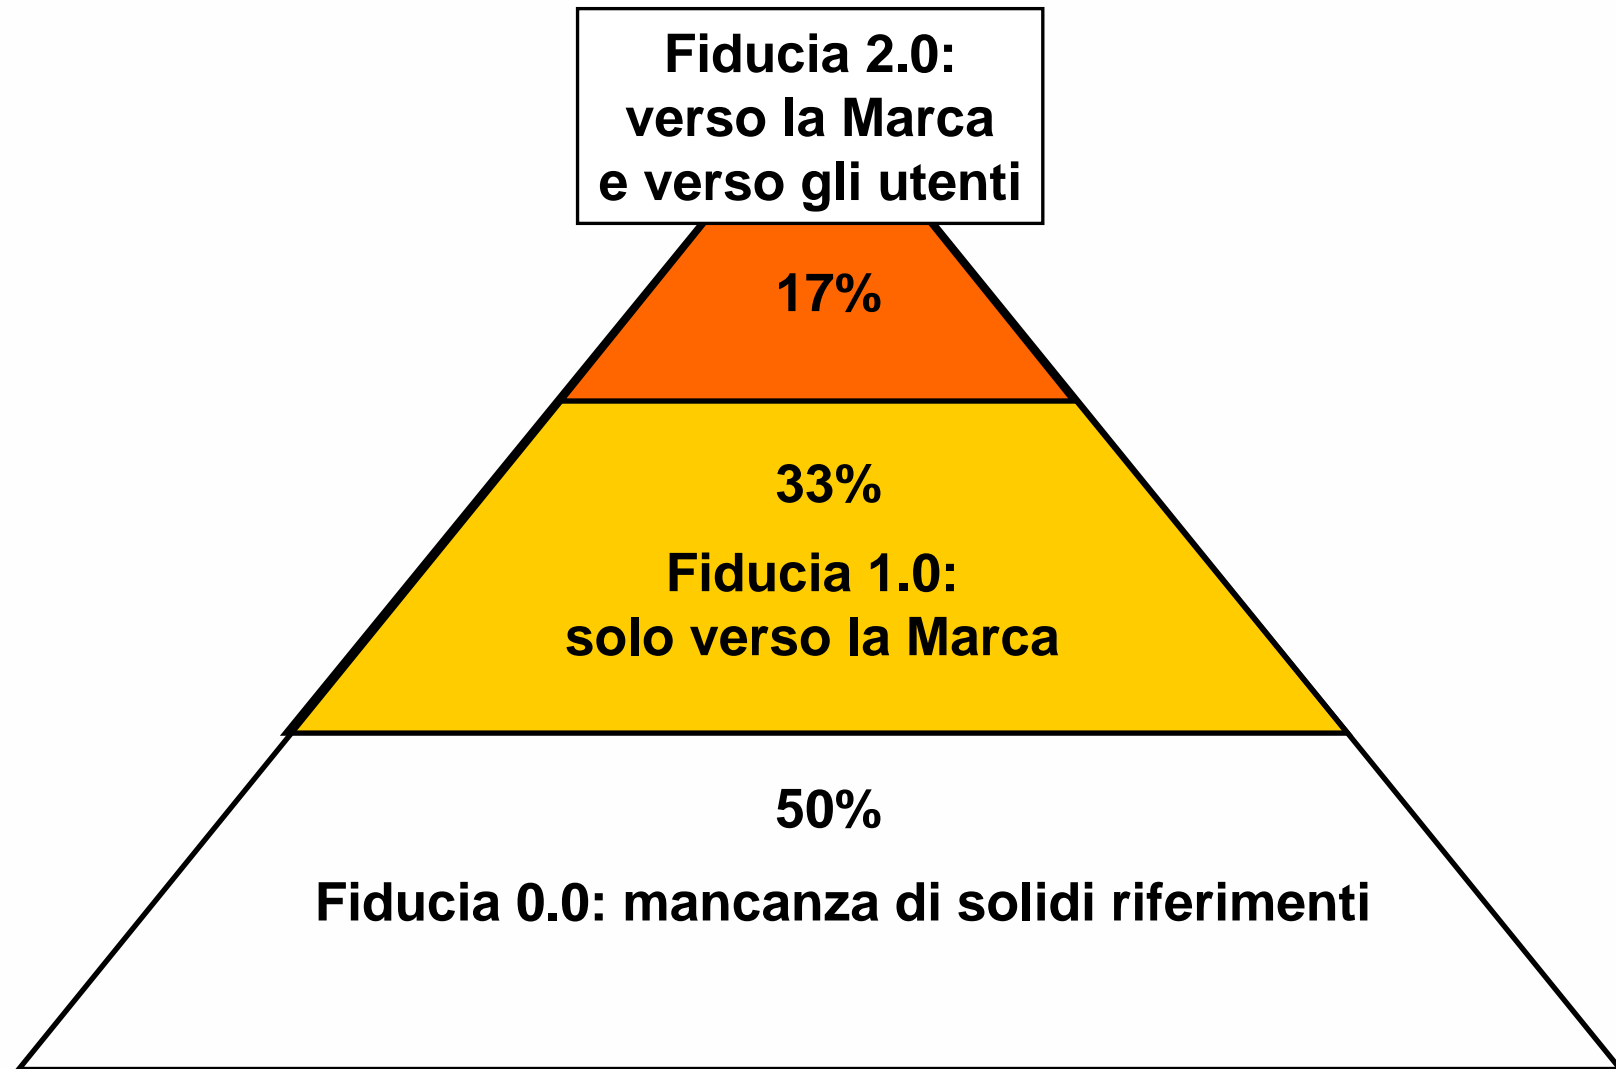 Fiducia 2.0:
verso la Marca
e verso gli utenti
17%
33%
Fiducia 1.0:
solo verso la Marca
50%
Fiducia 0.0: mancanza di solidi riferimenti